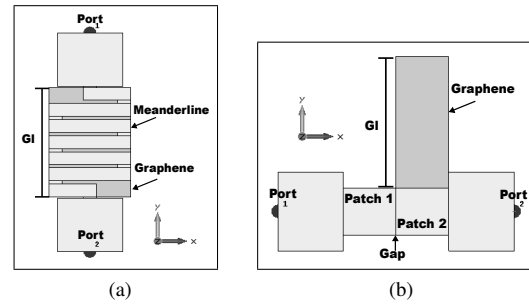 Port 1
Meanderline
Gl
Graphene
Port 2
y
z
x
(a)
Graphene
y
Gl
z
x
Port 1
Port 2
Patch 1
Patch 2
Gap
(b)